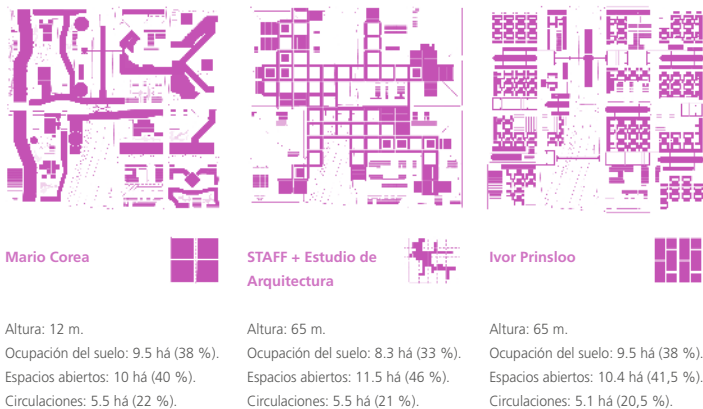 Mario Corea
Altura: 12 m.
Ocupación del suelo: 9.5 há (38 %).
Espacios abiertos: 10 há (40 %).
Circulaciones: 5.5 há (22 %).
STAFF + Estudio de
Arquitectura
Altura: 65 m.
Ocupación del suelo: 8.3 há (33 %).
Espacios abiertos: 11.5 há (46 %).
Circulaciones: 5.5 há (21 %).
Ivor Prinsloo
Altura: 65 m.
Ocupación del suelo: 9.5 há (38 %).
Espacios abiertos: 10.4 há (41,5 %).
Circulaciones: 5.1 há (20,5 %).